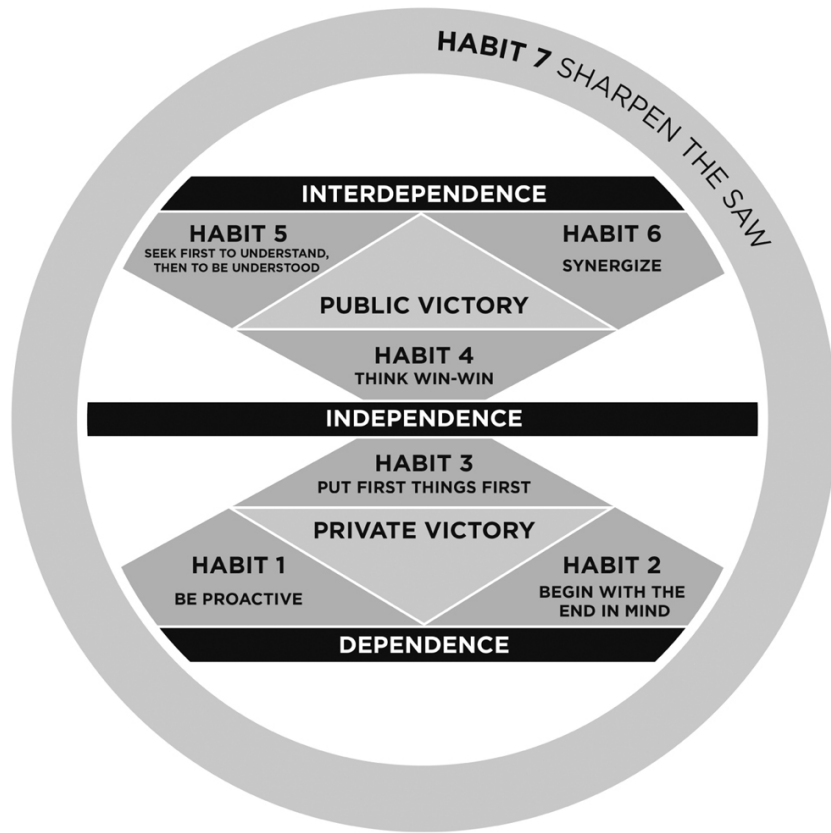 HABIT 7 SHARPEN THE SAW
INTERDEPENDENCE
HABIT 5
SEEK FIRST TO UNDERSTAND,
THEN TO BE UNDERSTOOD
HABIT 6
SYNERGIZE
PUBLIC VICTORY
HABIT 4
THINK WIN-WIN
INDEPENDENCE
HABIT 3
PUT FIRST THINGS FIRST
PRIVATE VICTORY
HABIT 1
BE PROACTIVE
HABIT 2
BEGIN WITH THE
END IN MIND
DEPENDENCE